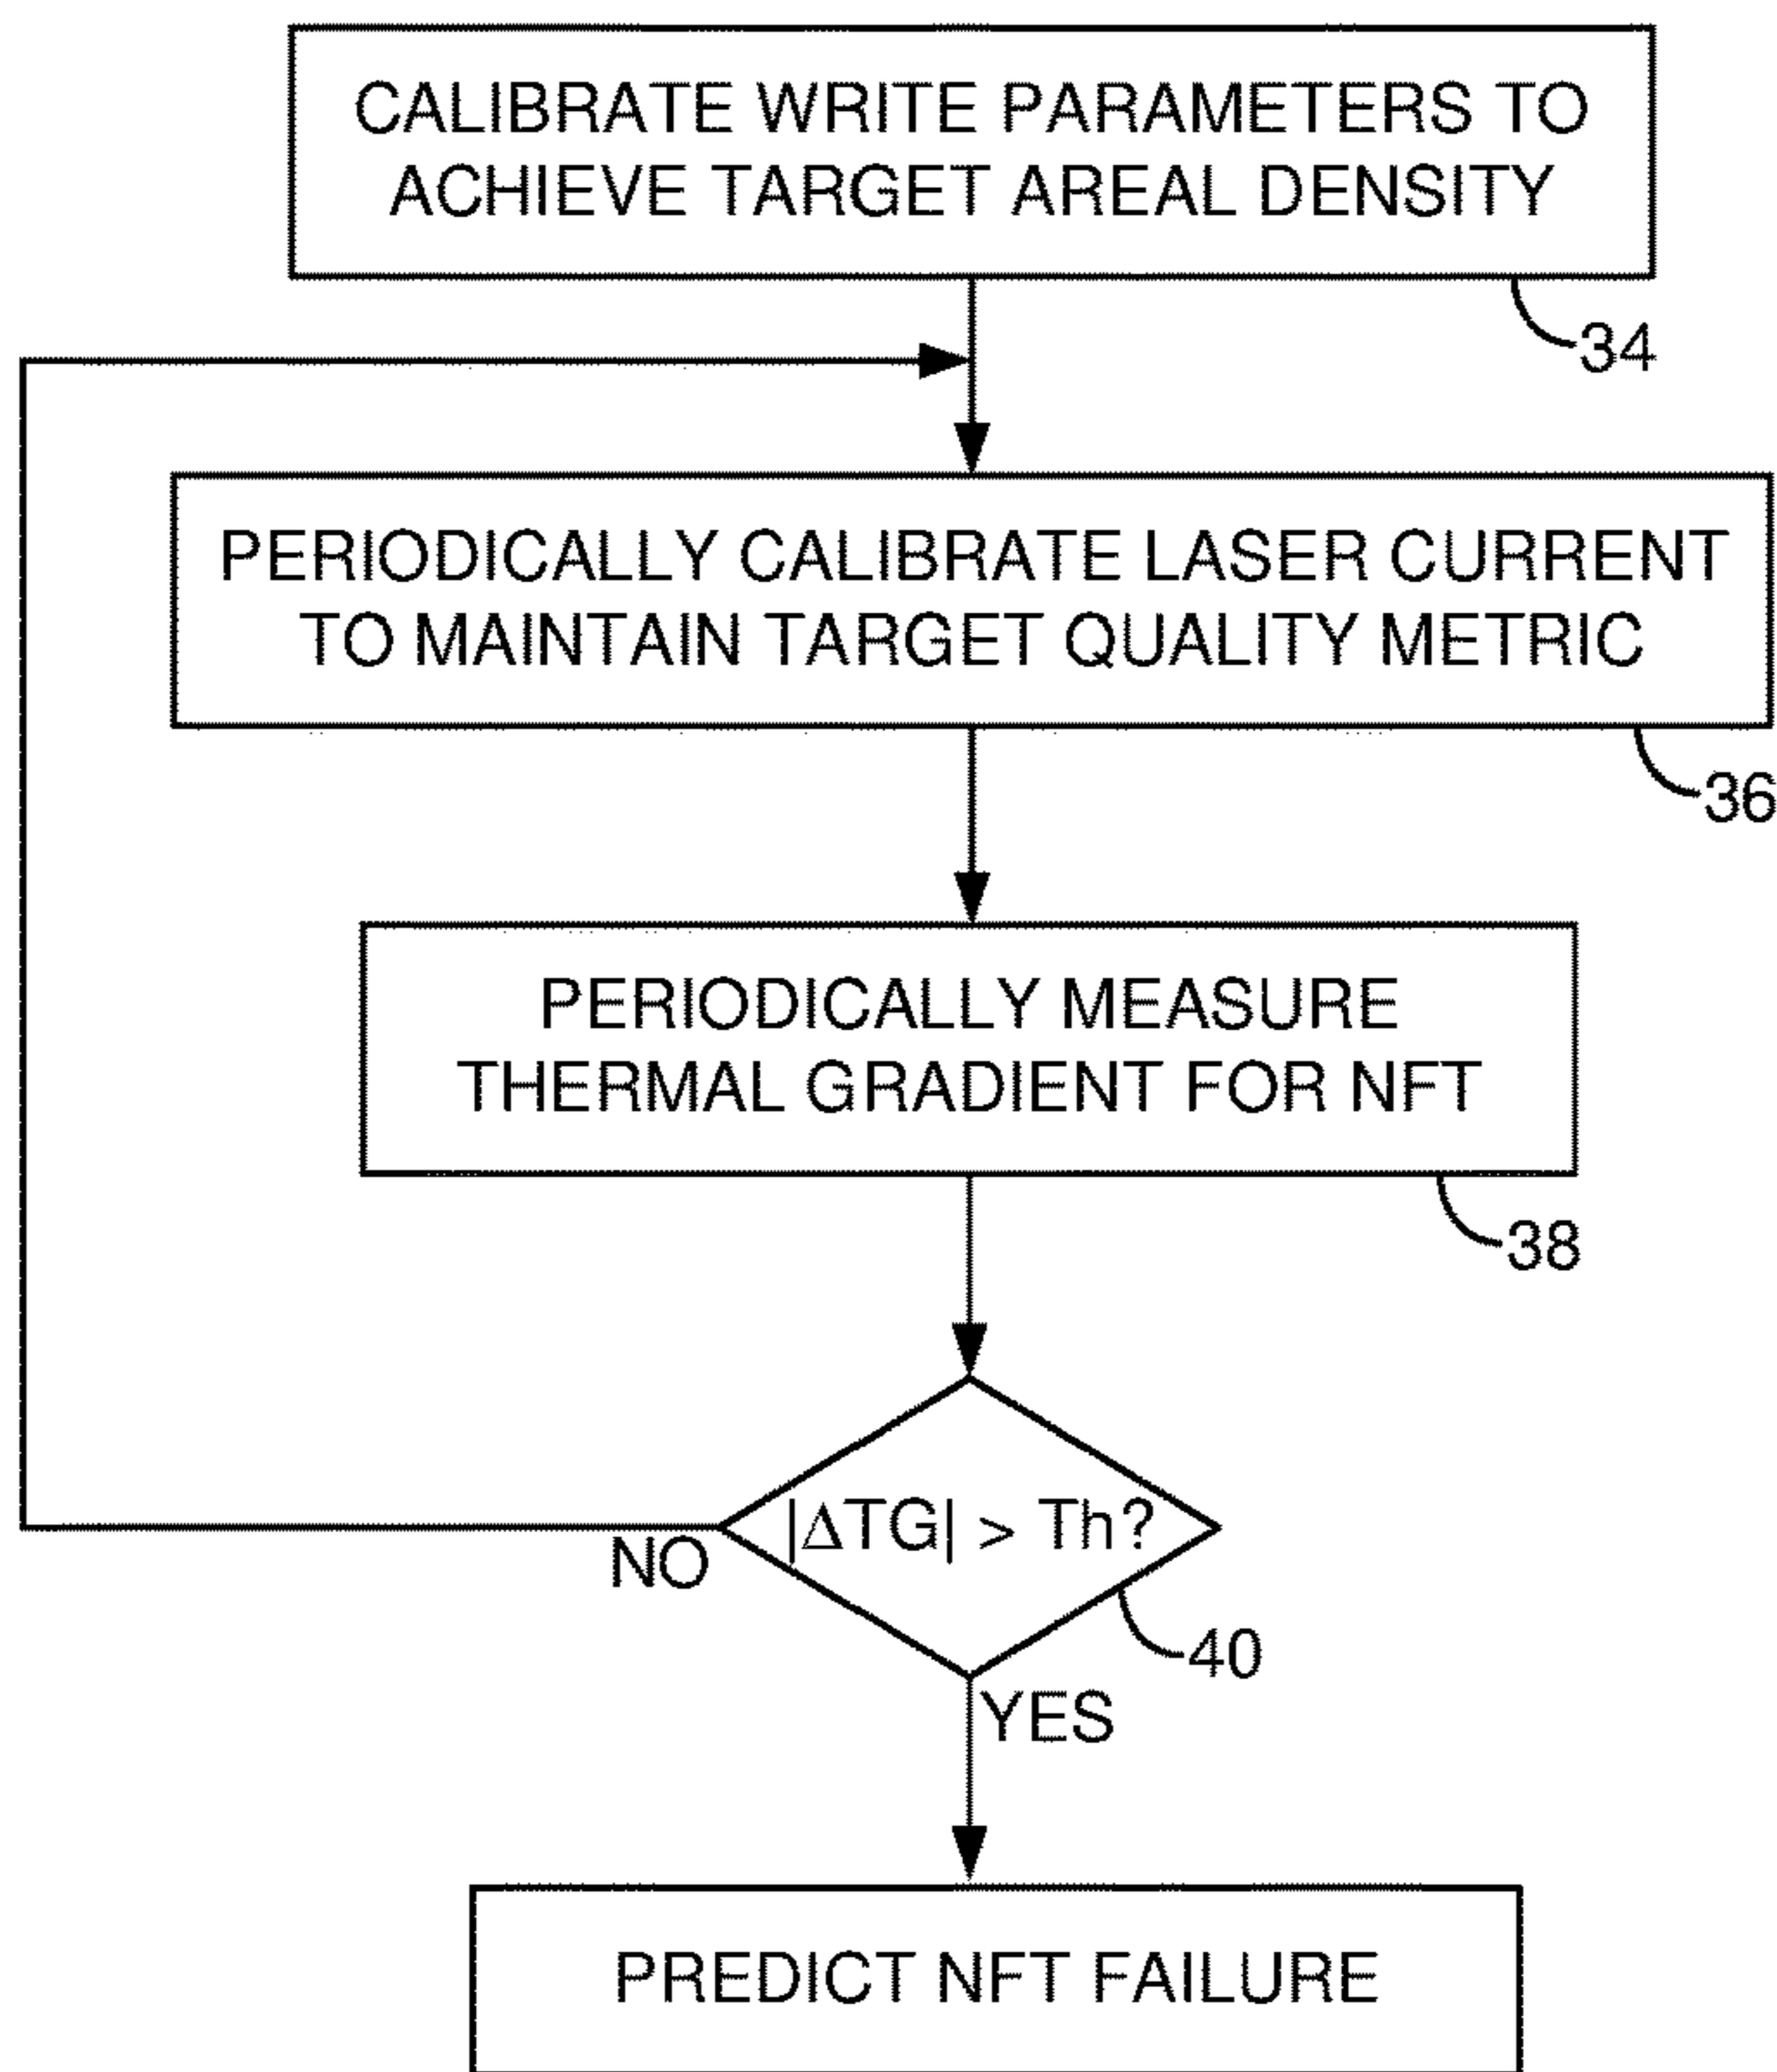 CALIBRATE WRITE PARAMETERS TO
ACHIEVE TARGET AREAL DENSITY
34
PERIODICALLY CALIBRATE LASER CURRENT
TO MAINTAIN TARGET QUALITY METRIC
36
PERIODICALLY MEASURE
THERMAL GRADIENT FOR NFT
38
|ΔTG| > Th?
NO
40
YES
PREDICT NFT FAILURE